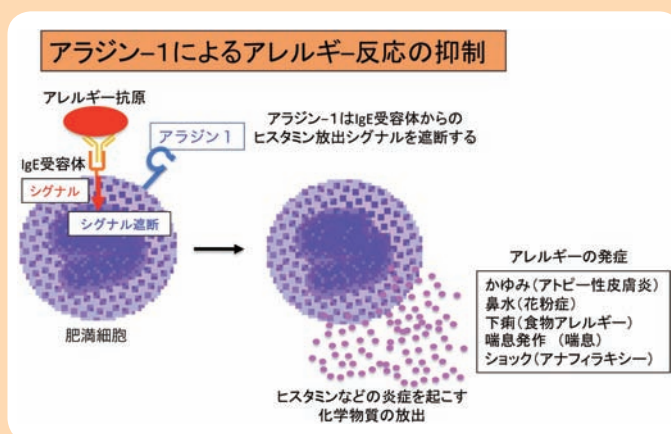 アラジン-1によるアレルギ-反応の抑制
アレルギー抗原
アラジン1
アラジン-1はIgE受容体からの
ヒスタミン放出シグナルを遮断する
IgE受容体
シグナル
シグナル遮断
肥満細胞
アレルギーの発症
かゆみ(アトピー性皮膚炎)
鼻水(花粉症)
下痢(食物アレルギー)
喘息発作 (喘息)
ショック(アナフィラキシー)
ヒスタミンなどの炎症を起こす
化学物質の放出